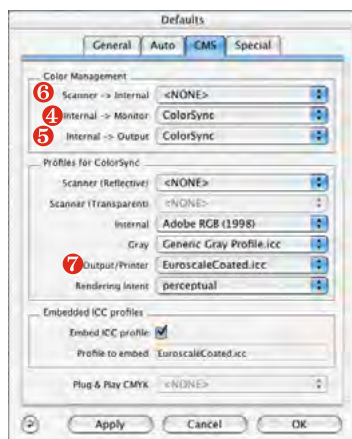 Defaults
General Auto CMS Special
Color Management
6 Scanner -> Internal <NONE>
4 Internal -> Monitor ColorSync
5 Internal -> Output ColorSync
Profiles for ColorSync
Scanner (Reflective) <NONE>
Scanner (Transparent) <NONE>
Internal Adobe RGB (1998)
Gray Generic Gray Profile.icc
7 Output/Printer EuroscaleCoated.icc
Rendering Intent perceptual
Embedded ICC profiles
Embed ICC profile
Profile to embed EuroscaleCoated.icc
Plug & Play CMYK <NONE>
? Apply Cancel OK